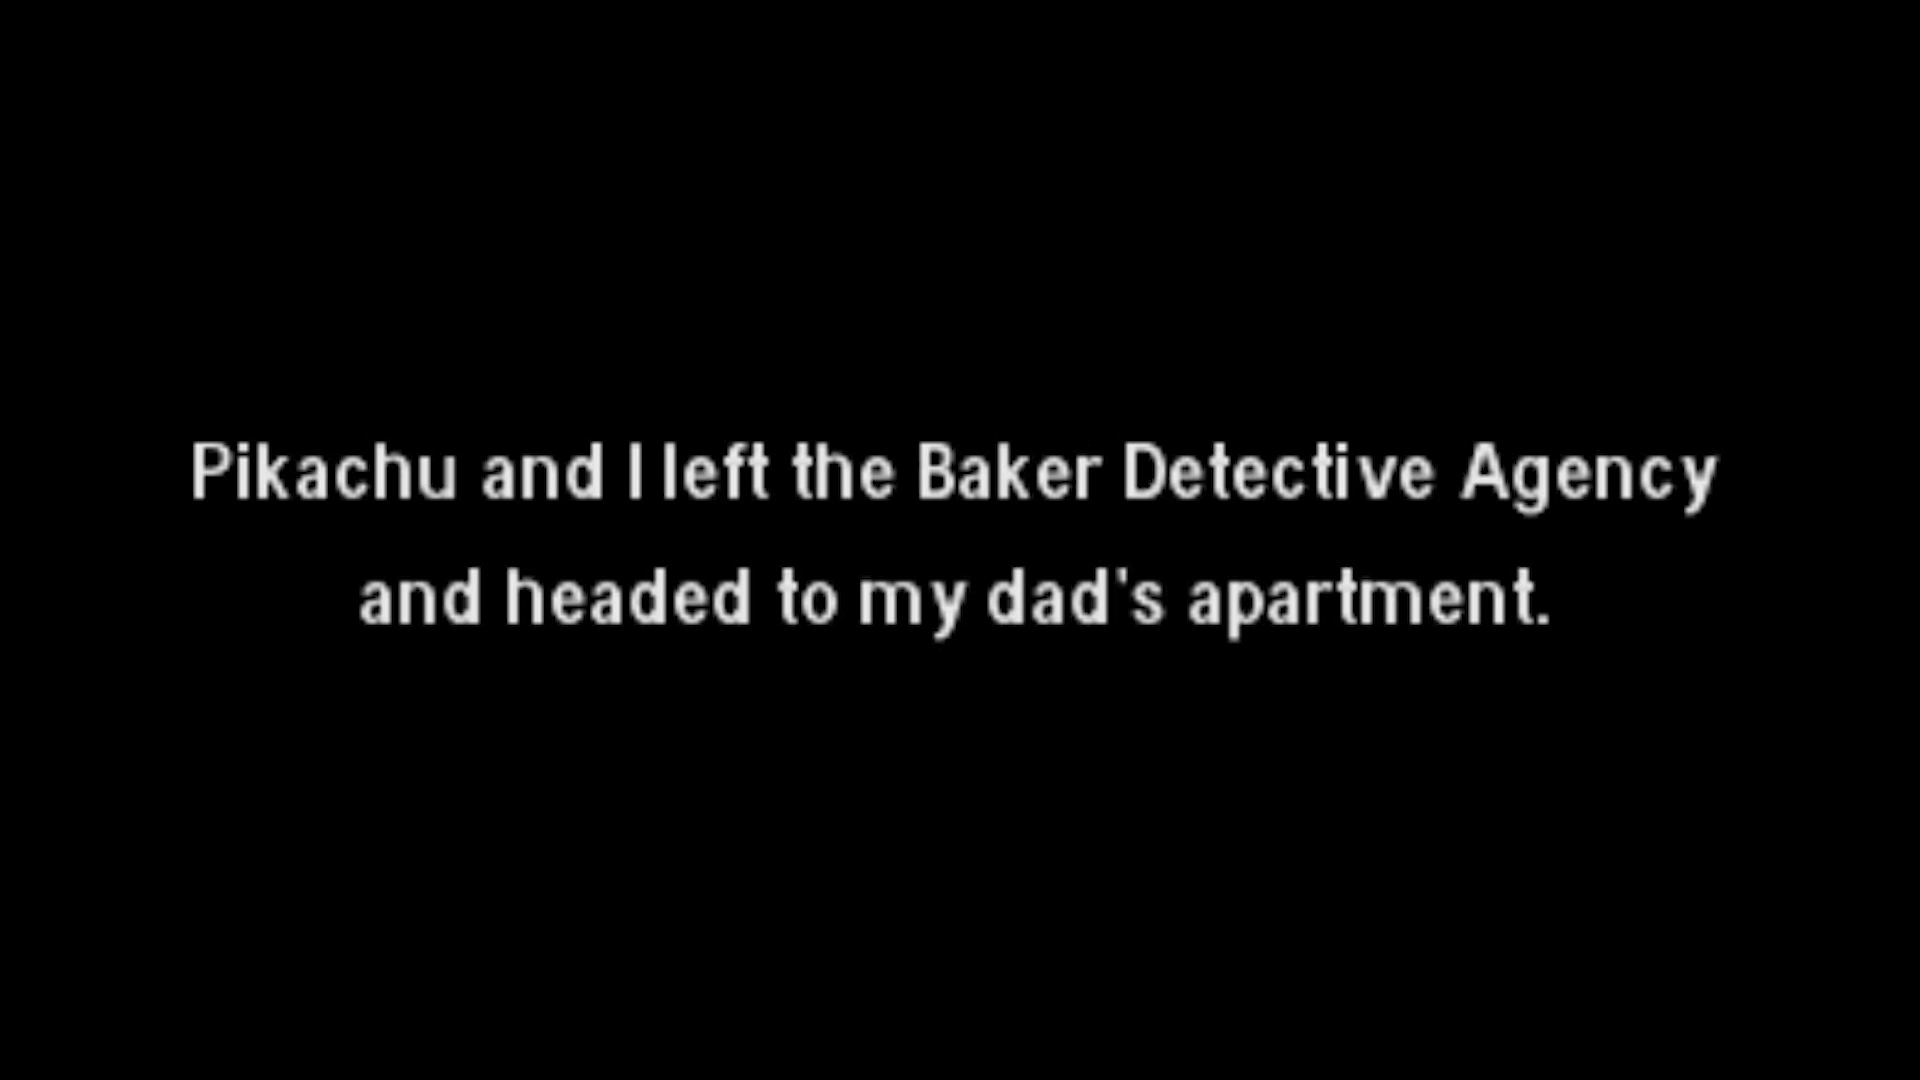 Pikachu and I left the Baker Detective Agency
and headed to my dad's apartment.